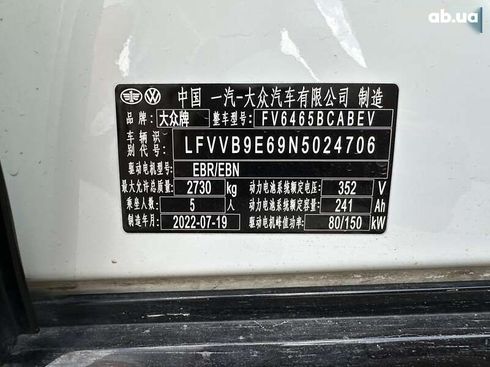 ab.ua
中国 一汽-大众汽车有限公司 制造
品牌: 大众牌 整车型号: FV6465BCABEV
车辆识别代号: LFVVB9E69N5024706
驱动电机型号: EBR/EBN
最大允许总质量: 2730 kg 动力电池系统额定电压: 352 V
乘坐人数: 5 人 动力电池系统额定容量: 241 Ah
制造年月: 2022-07-19 驱动电机峰值功率: 80/150 kW